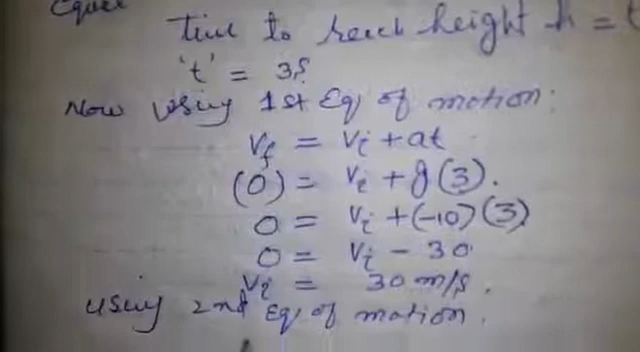 Equal
time to reach height h = t
't' = 3s
Now using 1st Eq of motion:
Vf = Vi + at
(0) = Vi + g(3).
0 = Vi + (-10)(3)
0 = Vi - 30
Vi = 30 m/s.
using 2nd Eq. of motion.